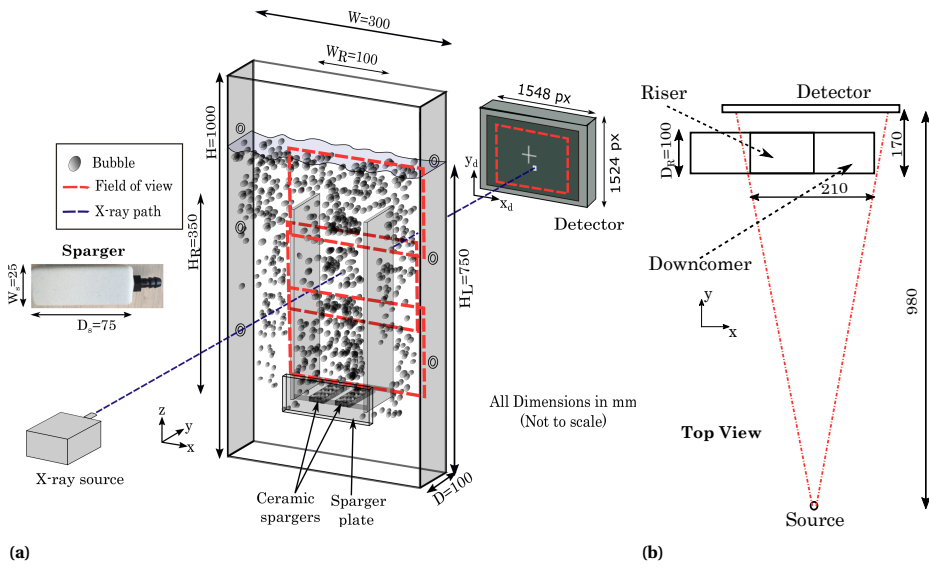 W=300
W_R=100
H=1000
Bubble
Field of view
X-ray path
Sparger
W_s=25
D_s=75
H_R=350
H_L=750
1548 px
1524 px
y_d
x_d
Detector
z
y
x
X-ray source
All Dimensions in mm
(Not to scale)
Ceramic
spargers
Sparger
plate
D=100
(a)
Riser
Detector
D_R=100
170
210
Downcomer
y
x
980
Top View
Source
(b)